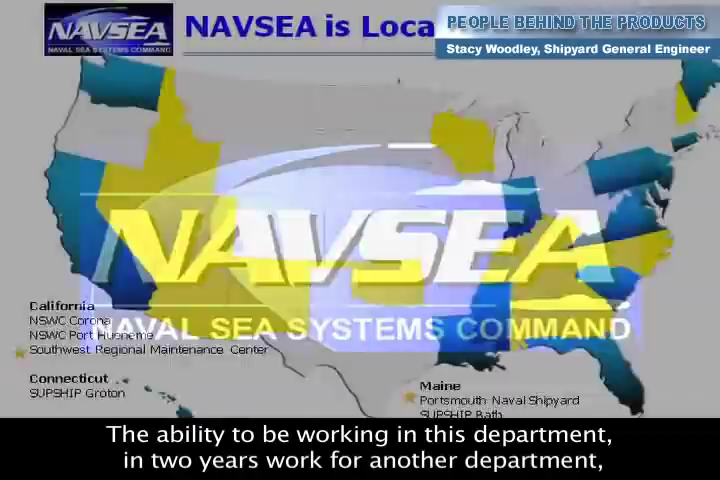 NAVSEA
NAVAL SEA SYSTEMS COMMAND
NAVSEA is Loca
PEOPLE BEHIND THE PRODUCTS
Stacy Woodley, Shipyard General Engineer
NAVSEA
NAVAL SEA SYSTEMS COMMAND
California
NSWC Corona
NSWC Port Hueneme
Southwest Regional Maintenance Center
Connecticut
SUPSHIP Groton
Maine
Portsmouth Naval Shipyard
SUPSHIP Bath
The ability to be working in this department,
in two years work for another department,